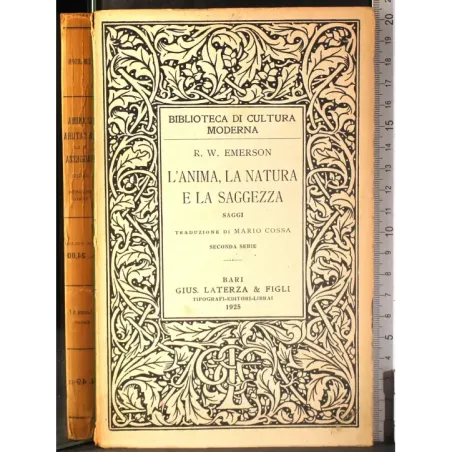 BIBLIOTECA DI CULTURA
MODERNA
R. W. EMERSON
L'ANIMA, LA NATURA
E LA SAGGEZZA
SAGGI
TRADUZIONE DI MARIO COSSA
SECONDA SERIE
BARI
GIUS. LATERZA & FIGLI
TIPOGRAFI-EDITORI-LIBRAI
1925